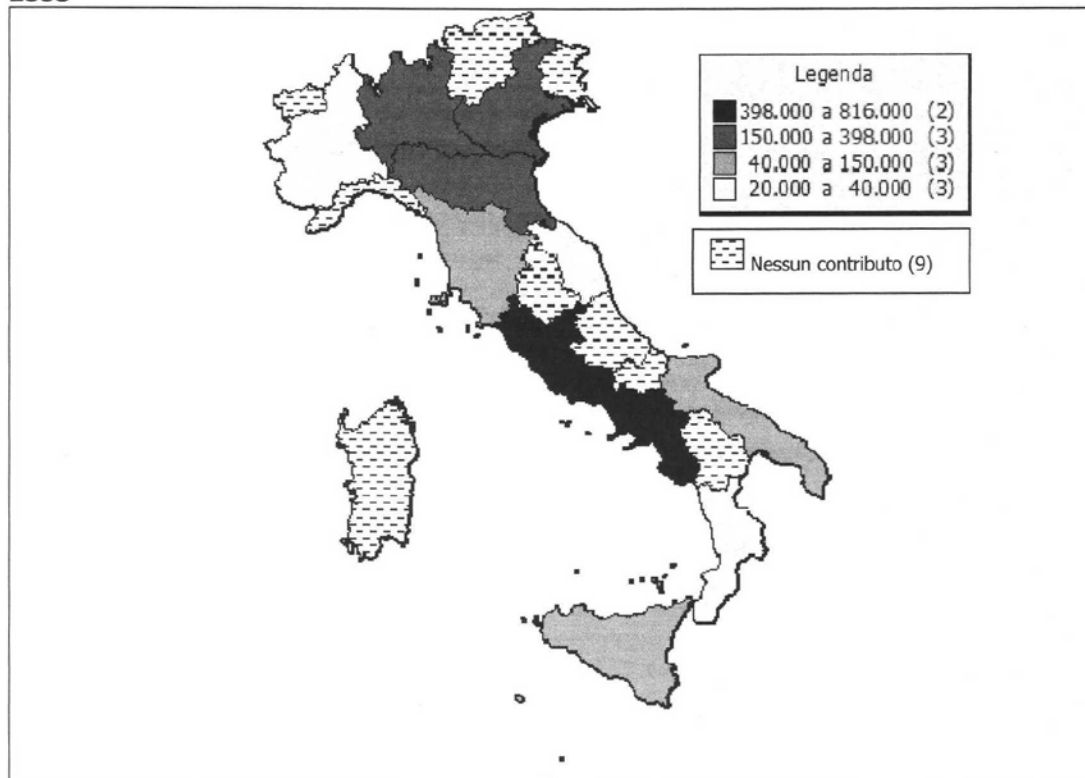 Legenda
398.000 a 816.000 (2)
150.000 a 398.000 (3)
40.000 a 150.000 (3)
20.000 a 40.000 (3)
Nessun contributo (9)